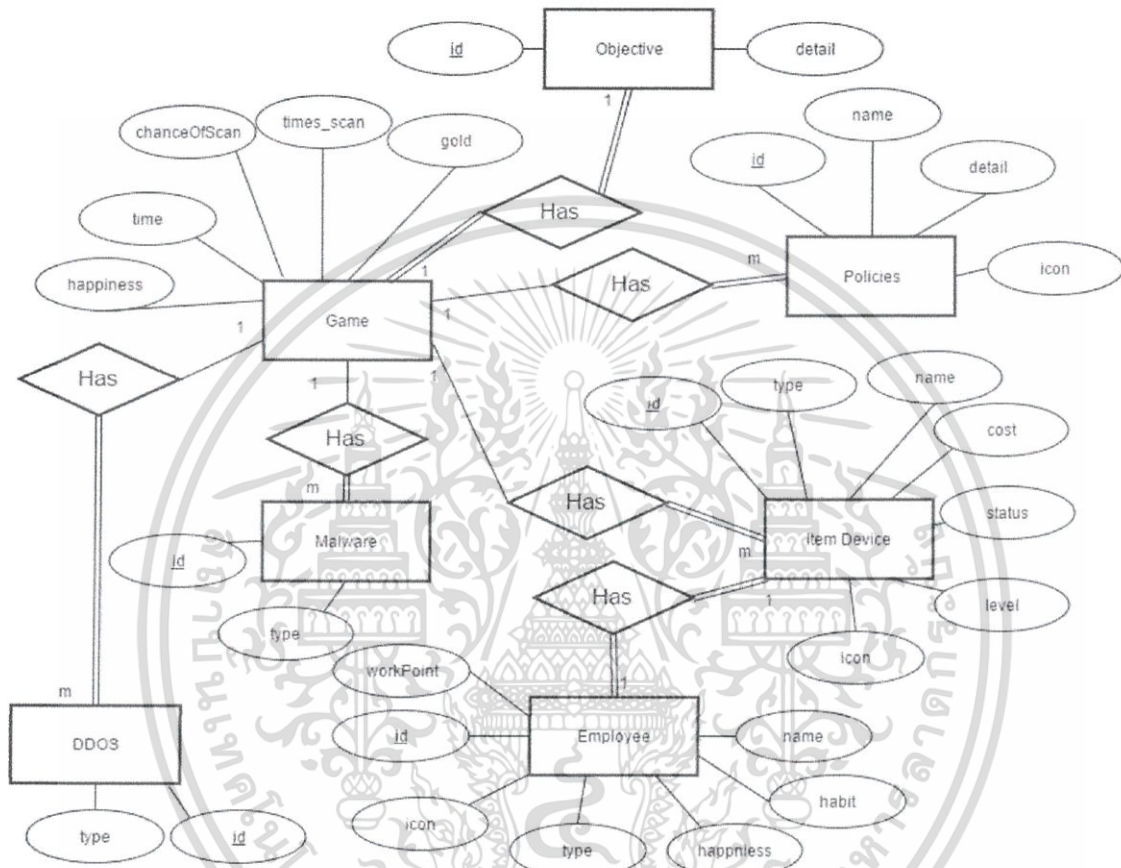 id
Objective
detail
1
chanceOfScan
times_scan
gold
name
id
detail
time
Has
m
Policies
icon
happiness
1
Has
1
Game
1
Has
1
1
id
type
name
cost
Has
m
Has
status
Malware
m
Item Device
id
Has
1
level
type
icon
workPoint
m
1
DDOS
id
Employee
name
habit
icon
type
id
type
happniess